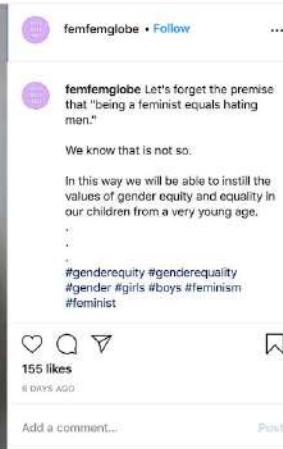 femfemglobe • Follow
femfemglobe Let's forget the premise
that "being a feminist equals hating
men."
We know that is not so.
In this way we will be able to instill the
values of gender equity and equality in
our children from a very young age.
.
.
.
#genderequity #genderequality
#gender #girls #boys #feminism
#feminist
155 likes
6 DAYS AGO
Add a comment...
Post